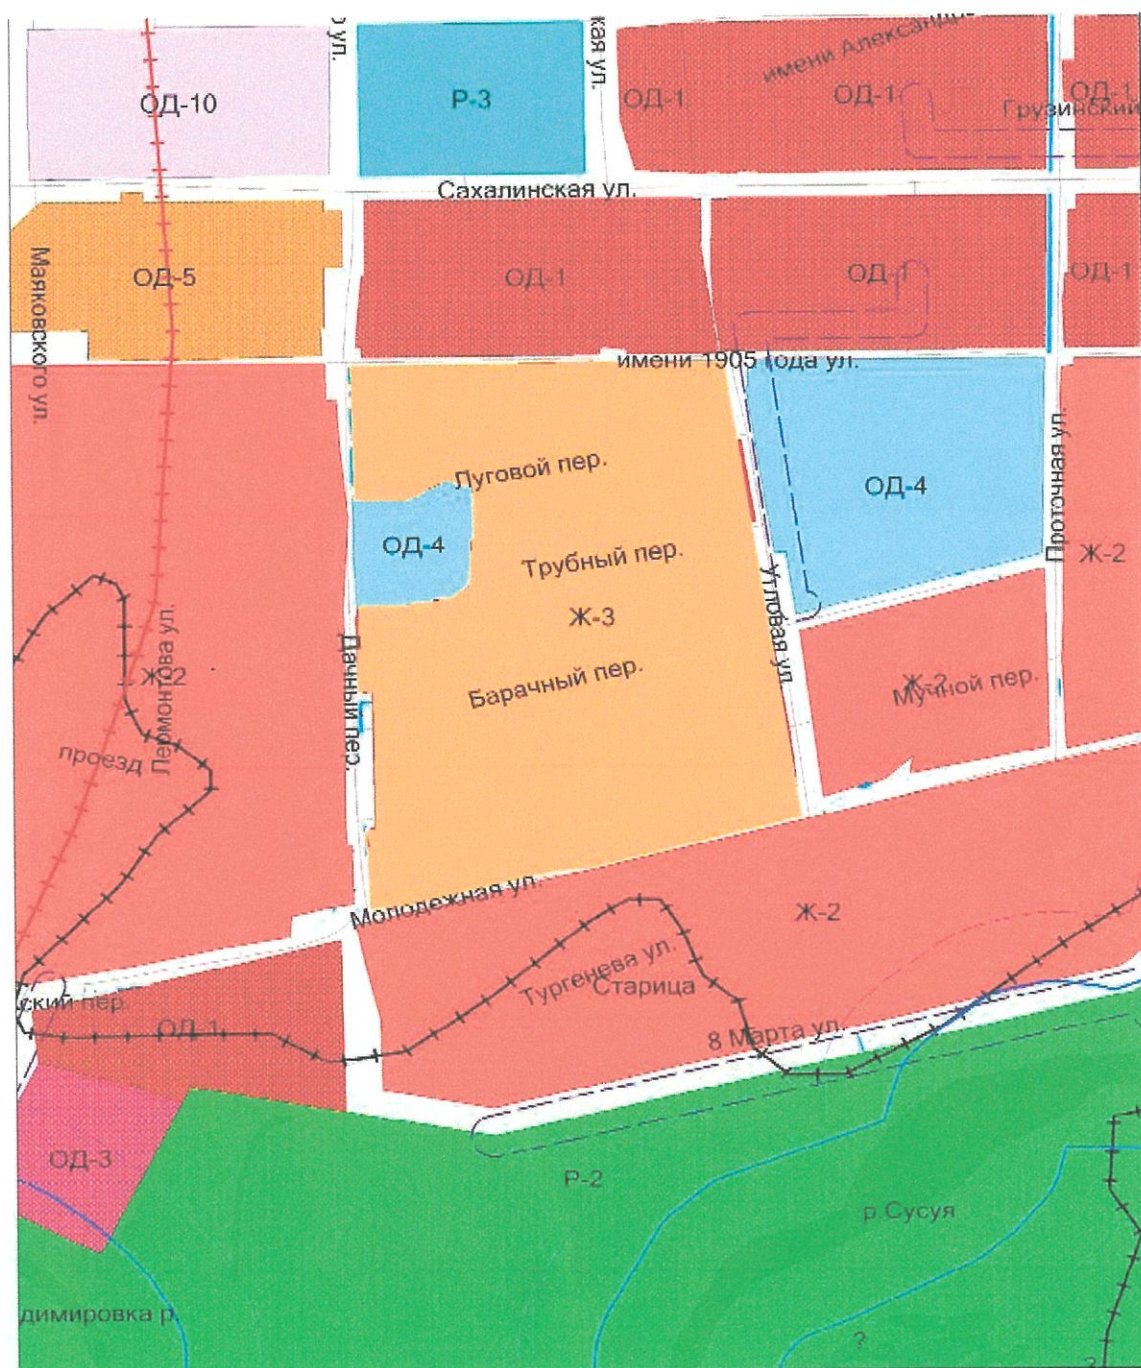 ул.
кая ул.
имени Александр
ОД-10
Р-3
ОД-1
ОД-1
ОД-1
Грузинский
Сахалинская ул.
Маяковского ул.
ОД-5
ОД-1
ОД-1
ОД-1
имени 1905 года ул.
Луговой пер.
ОД-4
Проточная ул.
ОД-4
Трубный пер.
Ж-2
Угловая ул.
Ж-3
Дачный пер.
Лермонтова ул.
Ж-2
Барачный пер.
Ж-2
Мучной пер.
проезд
Молодежная ул.
Ж-2
Тургенева ул.
Старица
ский пер.
ОД-1
8 Марта ул.
ОД-3
Р-2
р.Сусуя
димировка р.
?
?